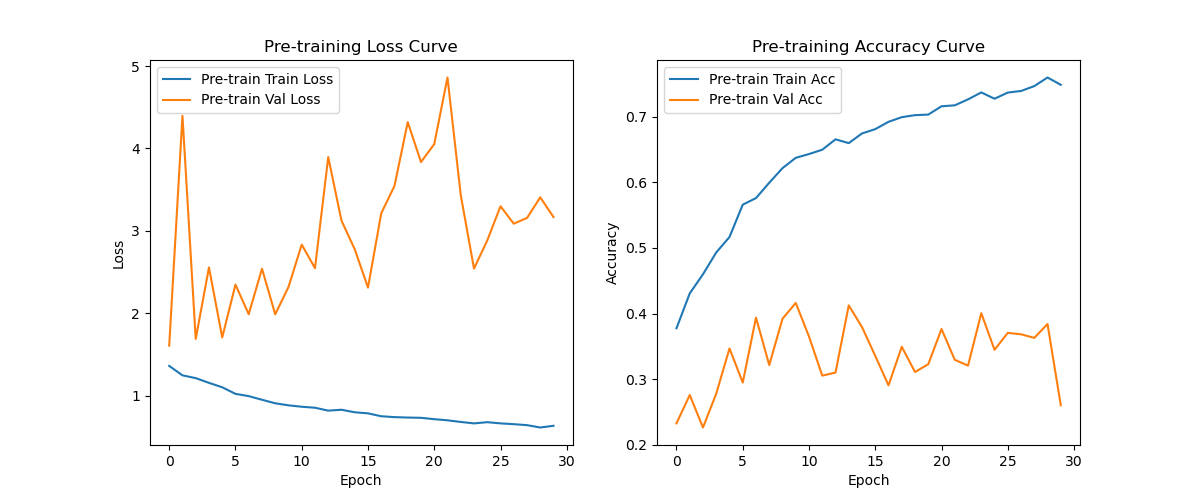 Pre-training Loss Curve
Pre-train Train Loss
Pre-train Val Loss
5
4
3
2
1
Loss
0 5 10 15 20 25 30
Epoch
Pre-training Accuracy Curve
Pre-train Train Acc
Pre-train Val Acc
0.7
0.6
0.5
0.4
0.3
0.2
Accuracy
0 5 10 15 20 25 30
Epoch